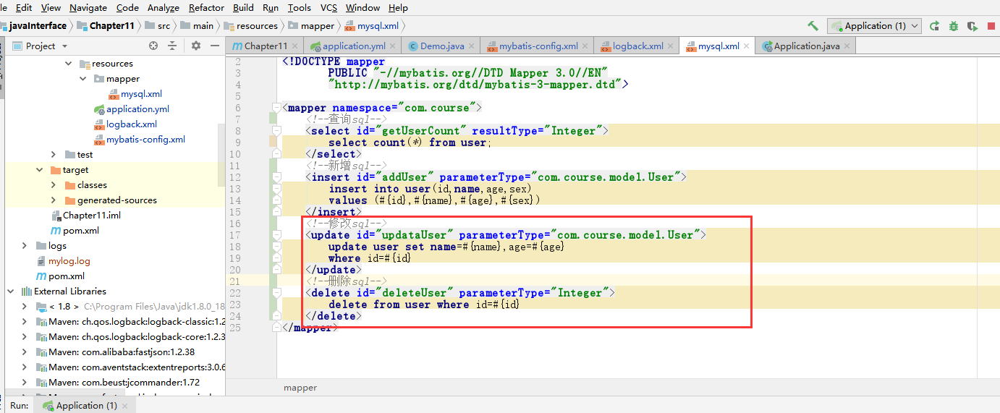 le Edit View Navigate Code Analyze Refactor Build Run Tools VCS Window Help
javaInterface Chapter11 src main resources mapper mysql.xml Application (1)
Project Chapter11 application.yml Demo.java mybatis-config.xml logback.xml mysql.xml Application.java
resources
mapper
mysql.xml
application.yml
logback.xml
mybatis-config.xml
test
target
classes
generated-sources
Chapter11.iml
pom.xml
logs
mylog.log
pom.xml
External Libraries
< 1.8 > C:\Program Files\Java\jdk1.8.0_18
Maven: ch.qos.logback:logback-classic:1.2
Maven: ch.qos.logback:logback-core:1.2.3
Maven: com.alibaba:fastjson:1.2.38
Maven: com.aventstack:extentreports:3.0.6
Maven: com.beust:jcommander:1.72
2 <!DOCTYPE mapper
3 PUBLIC "-//mybatis.org//DTD Mapper 3.0//EN"
4 "http://mybatis.org/dtd/mybatis-3-mapper.dtd">
5
6 <mapper namespace="com.course">
7 <!--查询sql-->
8 <select id="getUserCount" resultType="Integer">
9 select count(*) from user;
10 </select>
11 <!--新增sql-->
12 <insert id="addUser" parameterType="com.course.model.User">
13 insert into user(id,name,age,sex)
14 values (#{id},#{name},#{age},#{sex})
15 </insert>
16 <!--修改sql-->
17 <update id="updataUser" parameterType="com.course.model.User">
18 update user set name=#{name},age=#{age}
19 where id=#{id}
20 </update>
21 <!--删除sql-->
22 <delete id="deleteUser" parameterType="Integer">
23 delete from user where id=#{id}
24 </delete>
25 </mapper>
mapper
Run: Application (1)